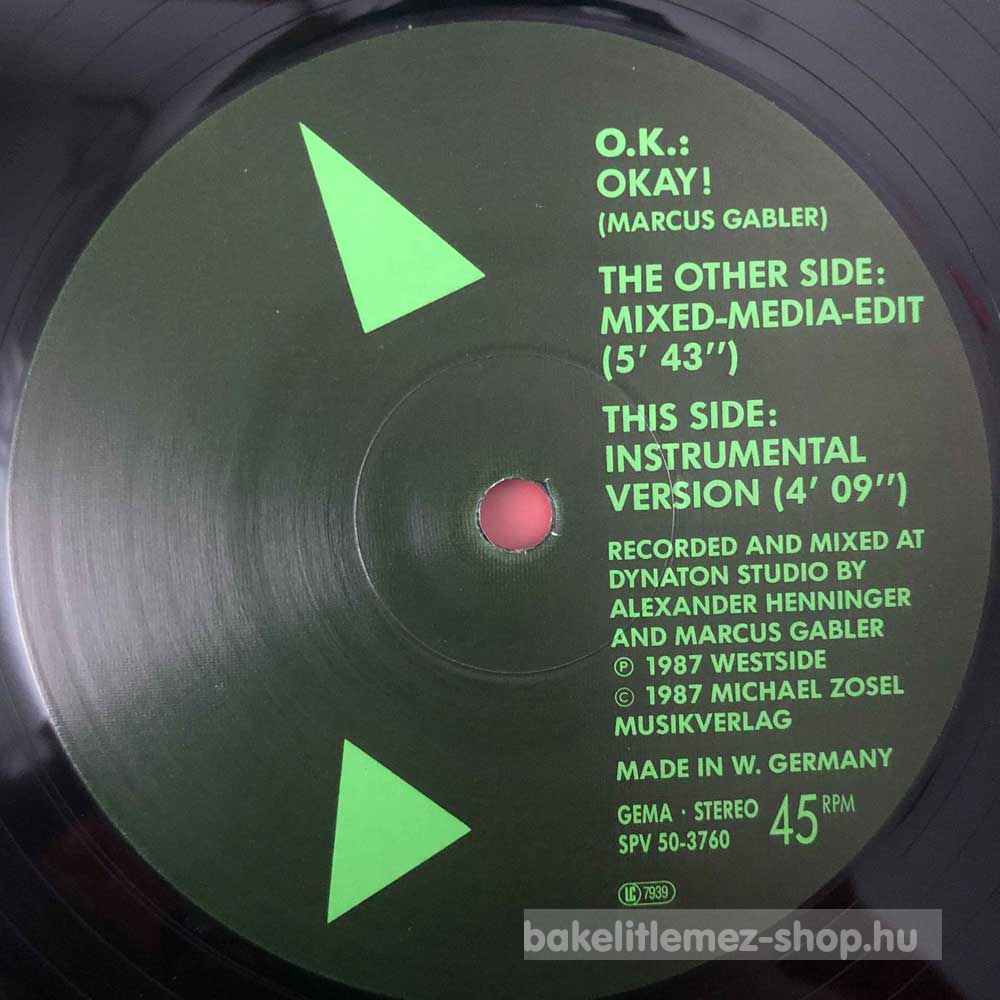 O.K.:
OKAY!
(MARCUS GABLER)
THE OTHER SIDE:
MIXED-MEDIA-EDIT
(5' 43'')
THIS SIDE:
INSTRUMENTAL
VERSION (4' 09'')
RECORDED AND MIXED AT
DYNATON STUDIO BY
ALEXANDER HENNINGER
AND MARCUS GABLER
℗ 1987 WESTSIDE
© 1987 MICHAEL ZOSEL
MUSIKVERLAG
MADE IN W. GERMANY
GEMA · STEREO 45 RPM
SPV 50-3760
LC 7939
bakelitlemez-shop.hu